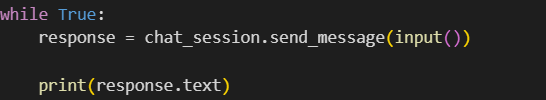 while True:
    response = chat_session.send_message(input())
    print(response.text)